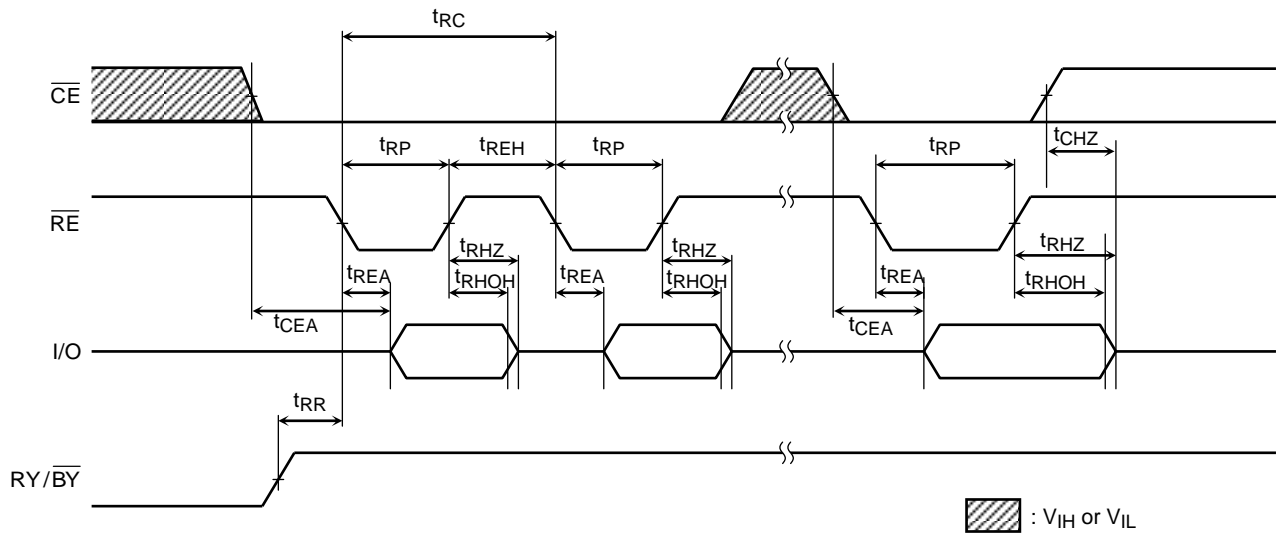 tRC
CE
tCHZ
tRP tREH tRP tRP
RE
tRHZ tRHZ tRHZ
tREA tRHOH tREA tRHOH tREA tRHOH
tCEA tCEA
I/O
tRR
RY/BY
: VIH or VIL